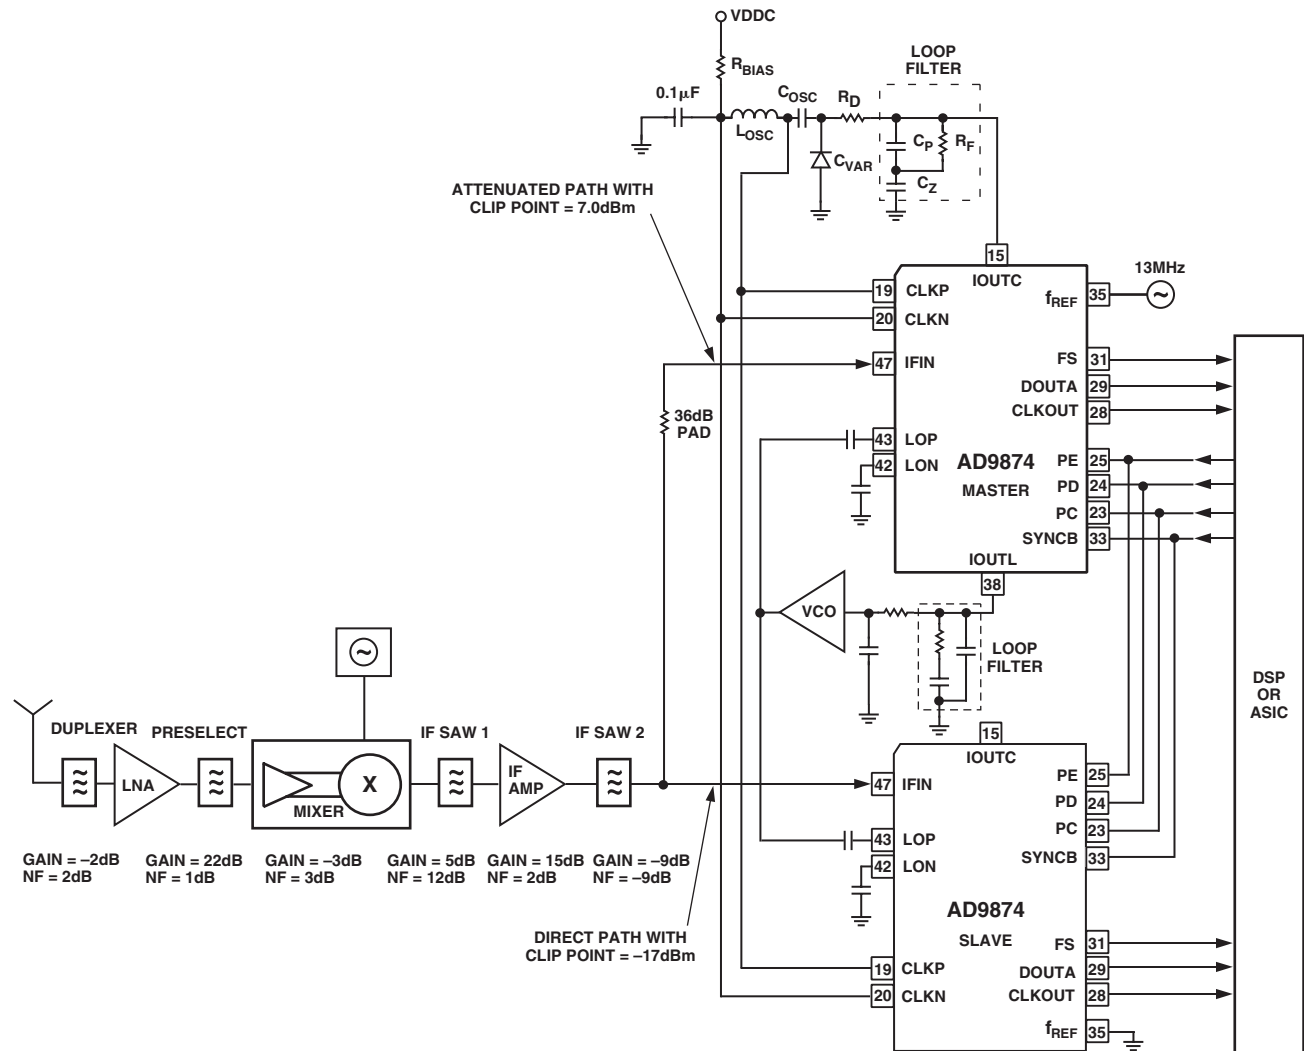 VDDC
RBIAS
LOOP
FILTER
0.1µF
COSC
RD
LOSC
CP
RF
CVAR
CZ
ATTENUATED PATH WITH
CLIP POINT = 7.0dBm
15
IOUTC
13MHz
19
CLKP
fREF
35
~
20
CLKN
47
IFIN
FS
31
DOUTA
29
36dB
PAD
CLKOUT
28
43
LOP
42
LON
AD9874
MASTER
PE
25
PD
24
PC
23
SYNCB
33
IOUTL
38
VCO
LOOP
FILTER
DSP
OR
ASIC
~
DUPLEXER
PRESELECT
IF SAW 1
IF SAW 2
15
IOUTC
LNA
MIXER
X
IF
AMP
47
IFIN
PE
25
PD
24
PC
23
SYNCB
33
43
LOP
42
LON
GAIN = –2dB
NF = 2dB
GAIN = 22dB
NF = 1dB
GAIN = –3dB
NF = 3dB
GAIN = 5dB
NF = 12dB
GAIN = 15dB
NF = 2dB
GAIN = –9dB
NF = –9dB
AD9874
SLAVE
DIRECT PATH WITH
CLIP POINT = –17dBm
FS
31
19
CLKP
DOUTA
29
20
CLKN
CLKOUT
28
fREF
35